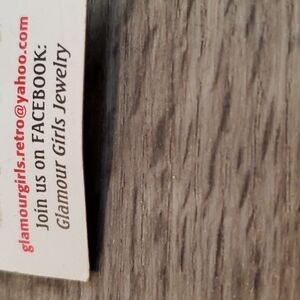 glamourgirls.retro@yahoo.com
Join us on FACEBOOK:
Glamour Girls Jewelry